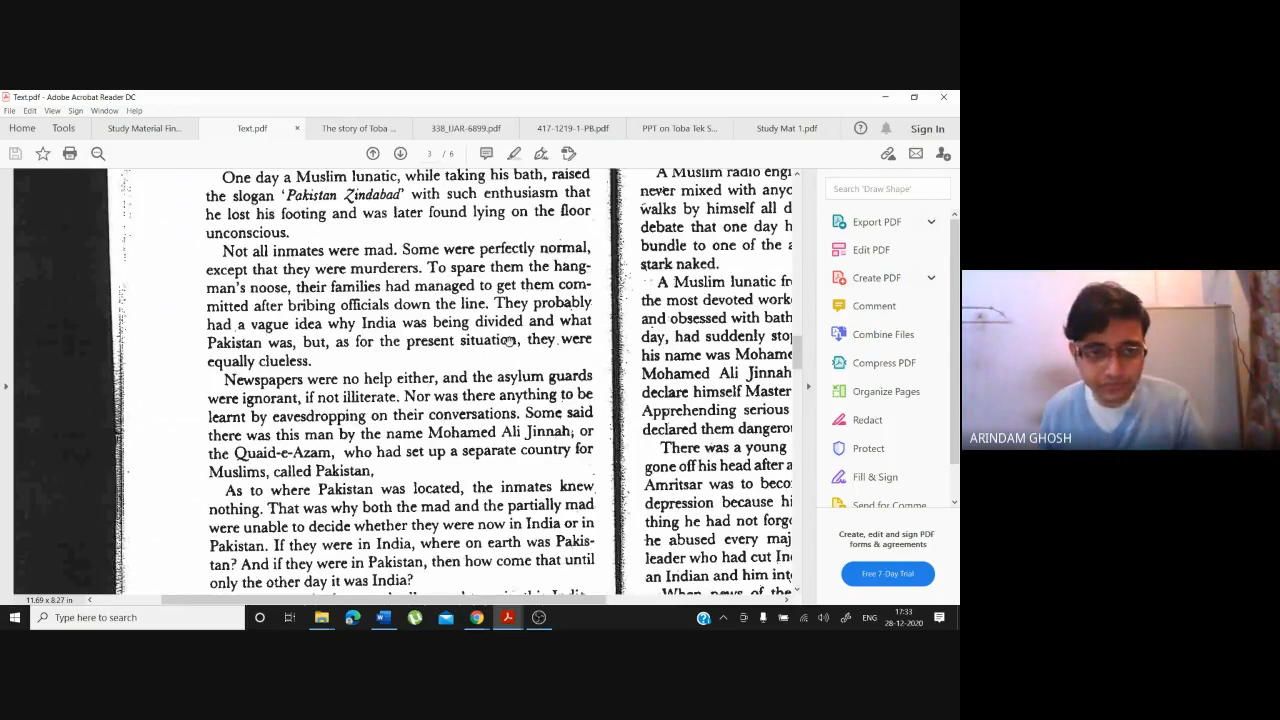 Text.pdf - Adobe Acrobat Reader DC
File Edit View Sign Window Help
Home Tools Study Material Fin... Text.pdf × The story of Toba ... 338_IJAR-6899.pdf 417-1219-1-PB.pdf PPT on Toba Tek S... Study Mat 1.pdf Sign In
3 / 6
One day a Muslim lunatic, while taking his bath, raised
the slogan 'Pakistan Zindabad' with such enthusiasm that
he lost his footing and was later found lying on the floor
unconscious.
Not all inmates were mad. Some were perfectly normal,
except that they were murderers. To spare them the hang-
man's noose, their families had managed to get them com-
mitted after bribing officials down the line. They probably
had a vague idea why India was being divided and what
Pakistan was, but, as for the present situation, they were
equally clueless.
Newspapers were no help either, and the asylum guards
were ignorant, if not illiterate. Nor was there anything to be
learnt by eavesdropping on their conversations. Some said
there was this man by the name Mohamed Ali Jinnah, or
the Quaid-e-Azam, who had set up a separate country for
Muslims, called Pakistan,
As to where Pakistan was located, the inmates knew
nothing. That was why both the mad and the partially mad
were unable to decide whether they were now in India or in
Pakistan. If they were in India, where on earth was Pakis-
tan? And if they were in Pakistan, then how come that until
only the other day it was India?
A Muslim radio engi
never mixed with anyo
walks by himself all d
debate that one day h
bundle to one of the a
stark naked.
A Muslim lunatic fr
the most devoted work
and obsessed with bath
day, had suddenly stop
his name was Mohame
Mohamed Ali Jinnah
declare himself Master
Apprehending serious
declared them dangero
There was a young
gone off his head after a
Amritsar was to beco
depression because hi
thing he had not forgo
he abused every maj
leader who had cut Ind
an Indian and him int
When news of the
Search 'Draw Shape'
Export PDF
Edit PDF
Create PDF
Comment
Combine Files
Compress PDF
Organize Pages
Redact
Protect
Fill & Sign
Send for Comme
Create, edit and sign PDF
forms & agreements
Free 7-Day Trial
11.69 x 8.27 in
Type here to search
ENG
17:33
28-12-2020
ARINDAM GHOSH